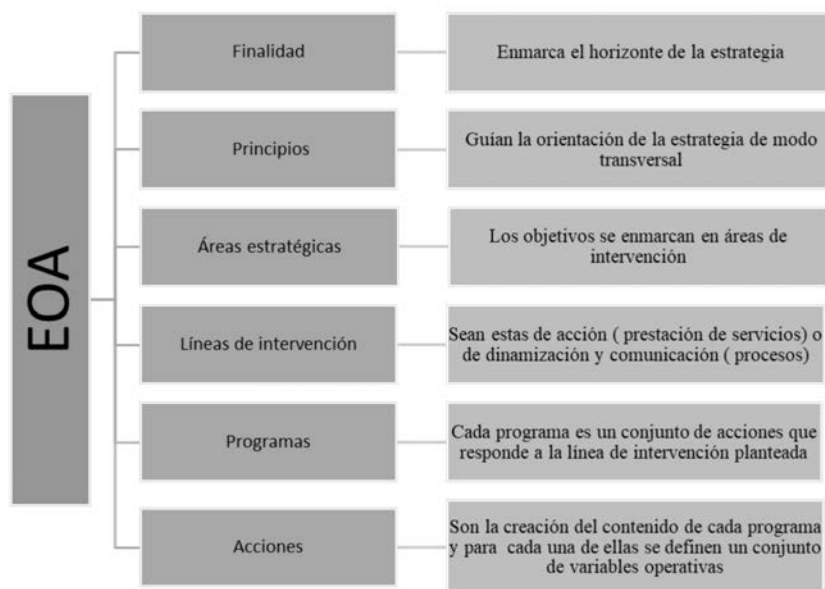 EOA
Finalidad
Enmarca el horizonte de la estrategia
Principios
Guían la orientación de la estrategia de modo
transversal
Áreas estratégicas
Los objetivos se enmarcan en áreas de
intervención
Líneas de intervención
Sean estas de acción ( prestación de servicios) o
de dinamización y comunicación ( procesos)
Programas
Cada programa es un conjunto de acciones que
responde a la línea de intervención planteada
Acciones
Son la creación del contenido de cada programa
y para cada una de ellas se definen un conjunto
de variables operativas